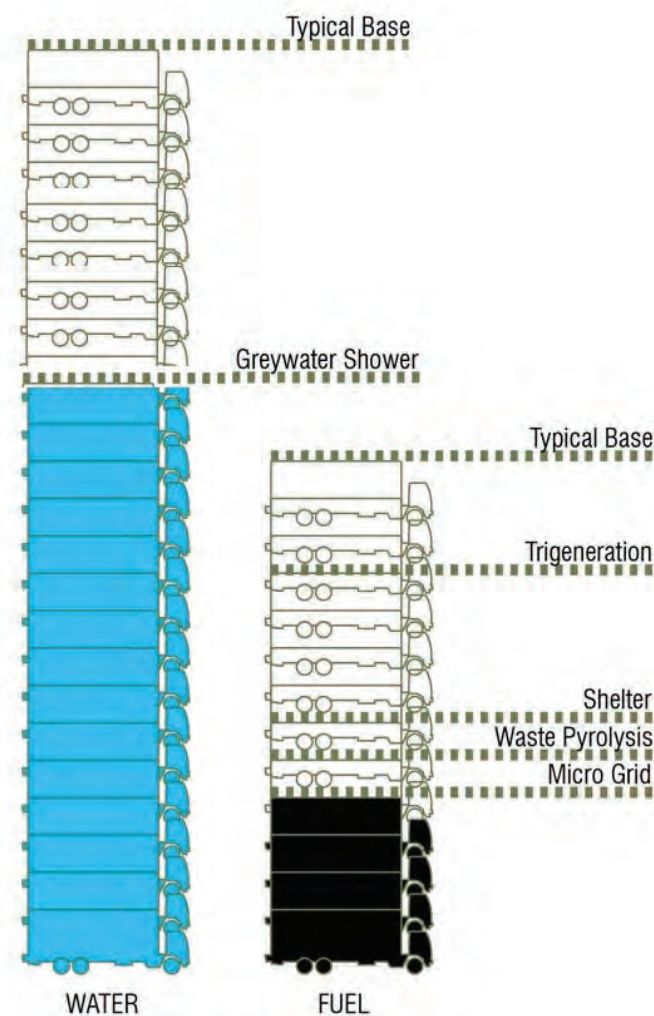 Typical Base
Greywater Shower
Typical Base
Trigeneration
Shelter
Waste Pyrolysis
Micro Grid
WATER
FUEL